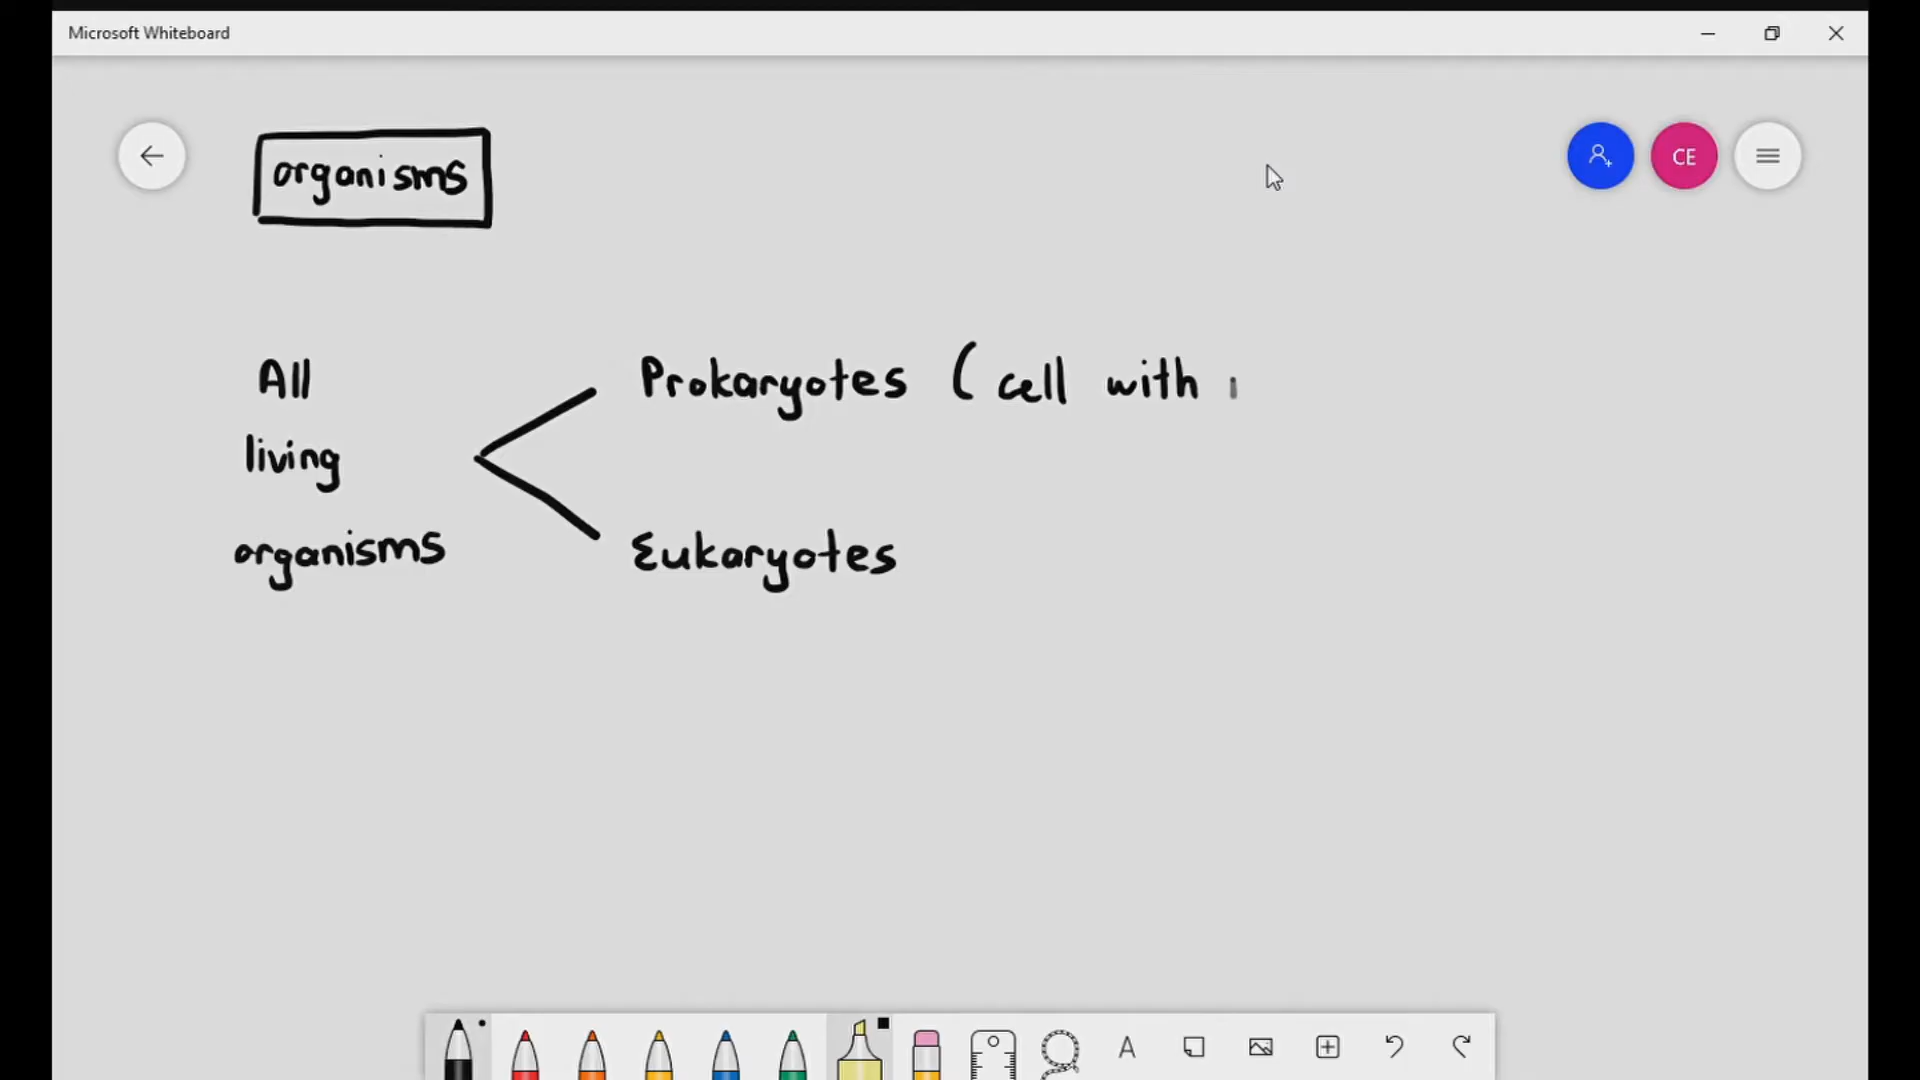 Microsoft Whiteboard
organisms
CE
All
living
organisms
Prokaryotes ( cell with
Eukaryotes